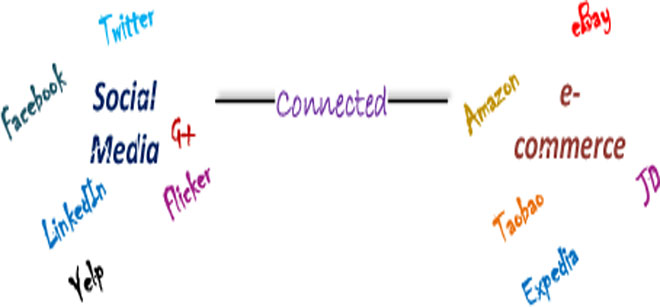 Twitter
eBay
Facebook
Social
Media
G+
Connected
Amazon
e-
commerce
LinkedIn
Flicker
JD
Taobao
Yelp
Expedia